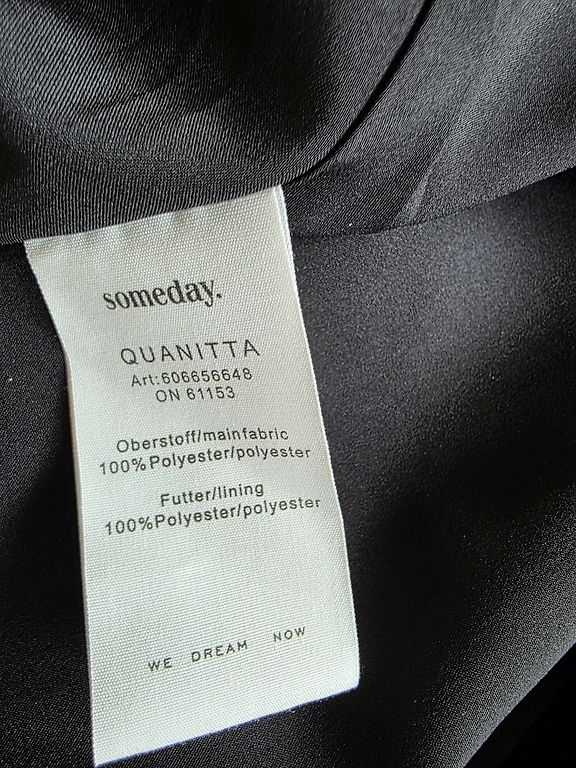 someday.
QUANITTA
Art:606656648
ON 61153
Oberstoff/mainfabric
100%Polyester/polyester
Futter/lining
100%Polyester/polyester
WE DREAM NOW